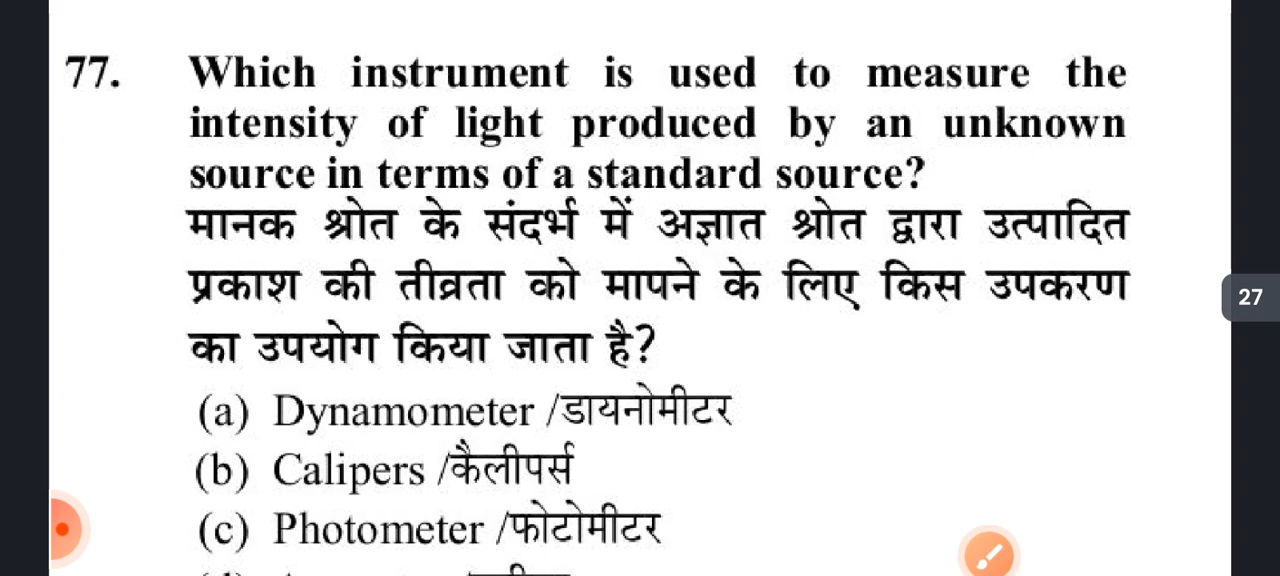 77. Which instrument is used to measure the
intensity of light produced by an unknown
source in terms of a standard source?
मानक श्रोत के संदर्भ में अज्ञात श्रोत द्वारा उत्पादित
प्रकाश की तीव्रता को मापने के लिए किस उपकरण
का उपयोग किया जाता है?
(a) Dynamometer /डायनोमीटर
(b) Calipers /कैलीपर्स
(c) Photometer /फोटोमीटर
27